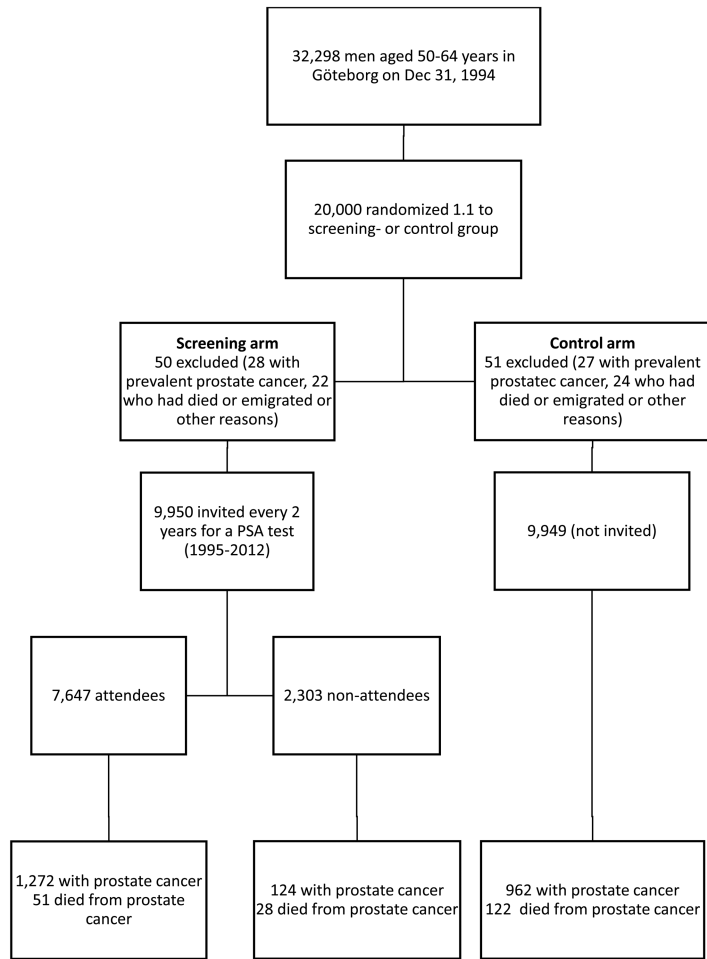 32,298 men aged 50-64 years in
Göteborg on Dec 31, 1994
20,000 randomized 1.1 to
screening- or control group
Screening arm
50 excluded (28 with
prevalent prostate cancer, 22
who had died or emigrated or
other reasons)
Control arm
51 excluded (27 with prevalent
prostatec cancer, 24 who had
died or emigrated or other
reasons)
9,950 invited every 2
years for a PSA test
(1995-2012)
9,949 (not invited)
7,647 attendees
2,303 non-attendees
1,272 with prostate cancer
51 died from prostate
cancer
124 with prostate cancer
28 died from prostate cancer
962 with prostate cancer
122 died from prostate cancer